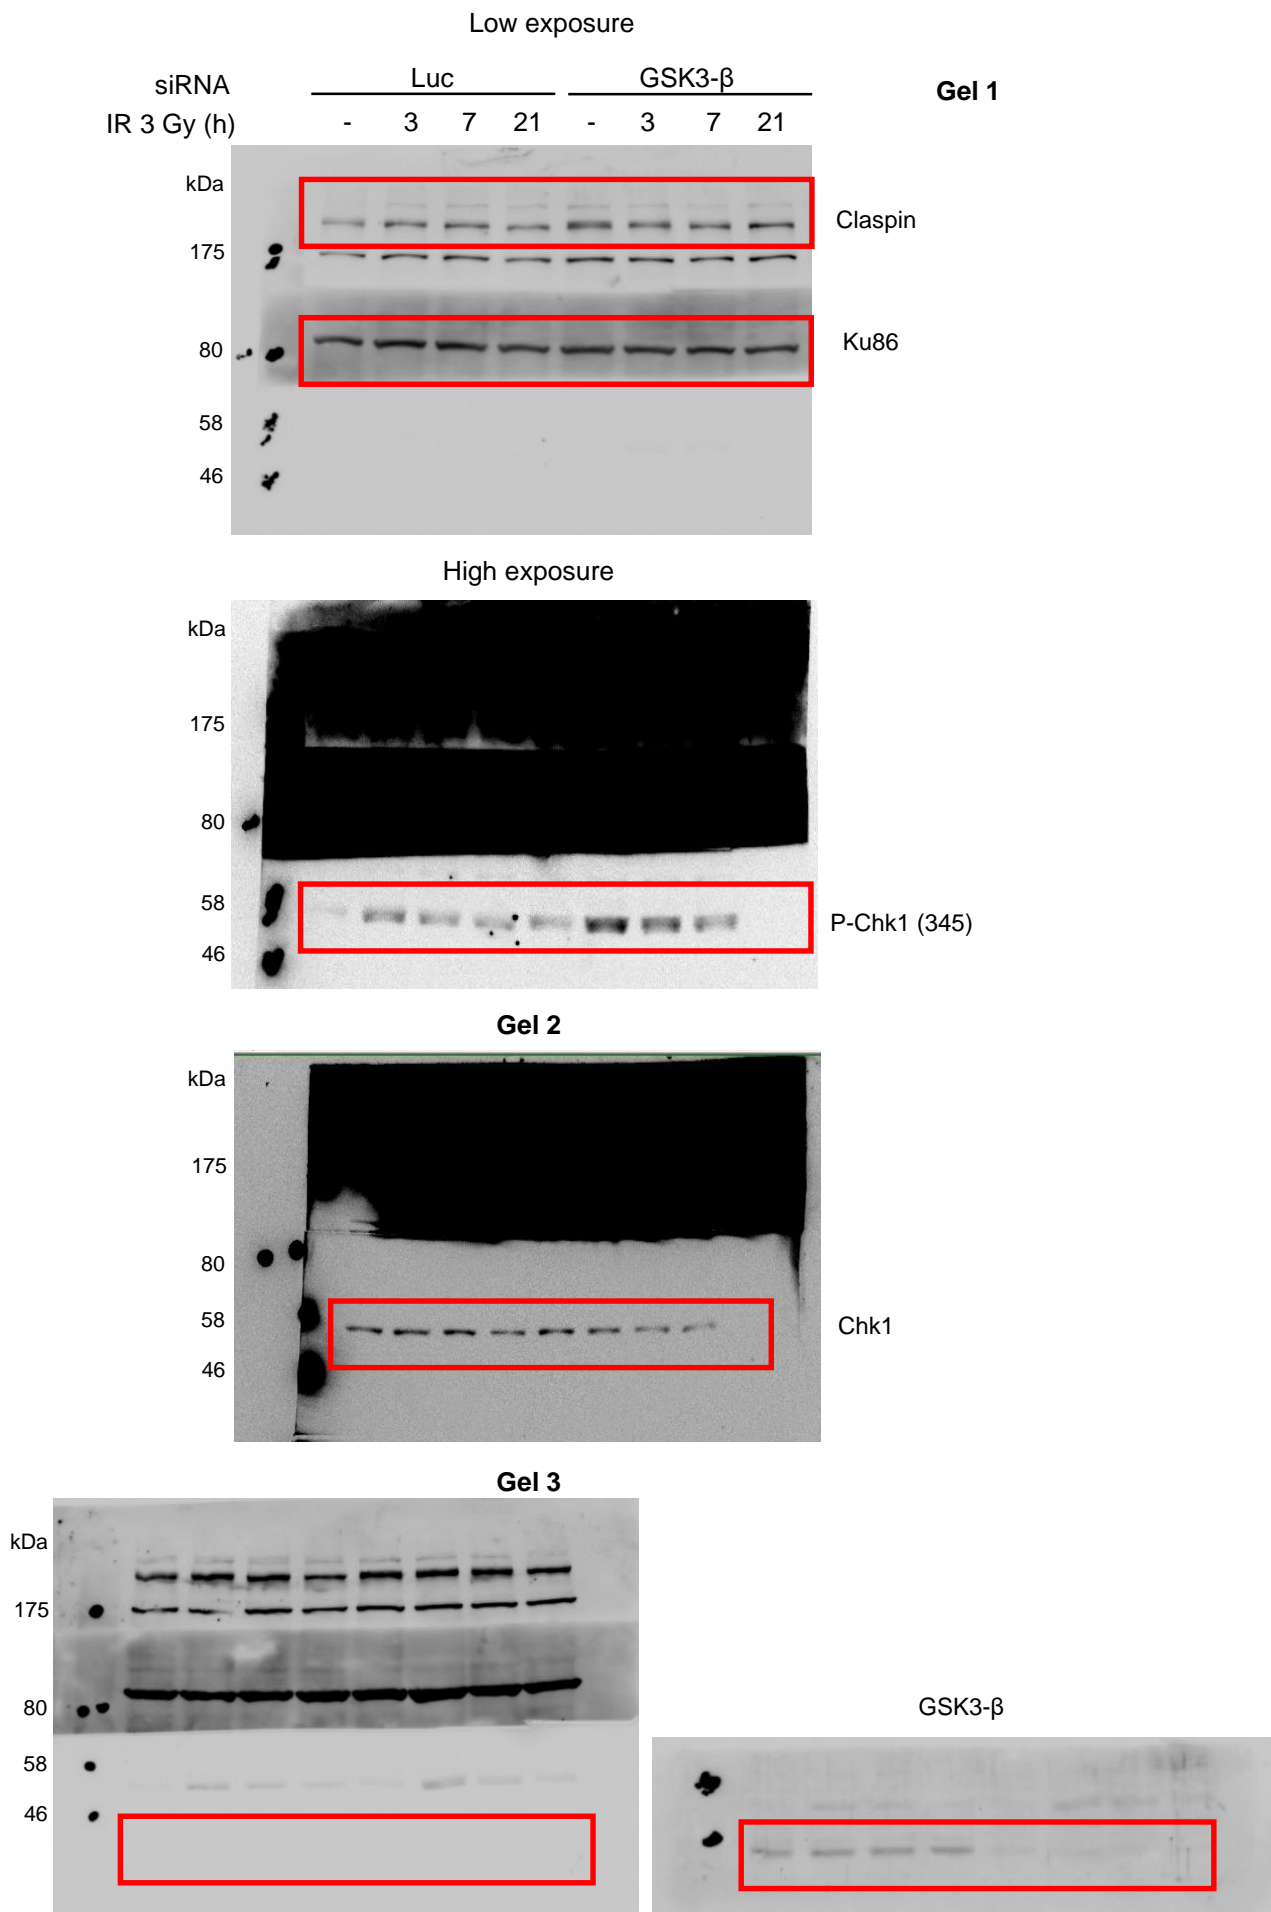 Low exposure
siRNA Luc GSK3-β Gel 1
IR 3 Gy (h) - 3 7 21 - 3 7 21
kDa
Claspin
175
Ku86
80
58
46
High exposure
kDa
175
80
58
P-Chk1 (345)
46
Gel 2
kDa
175
80
58
Chk1
46
Gel 3
kDa
175
80
GSK3-β
58
46